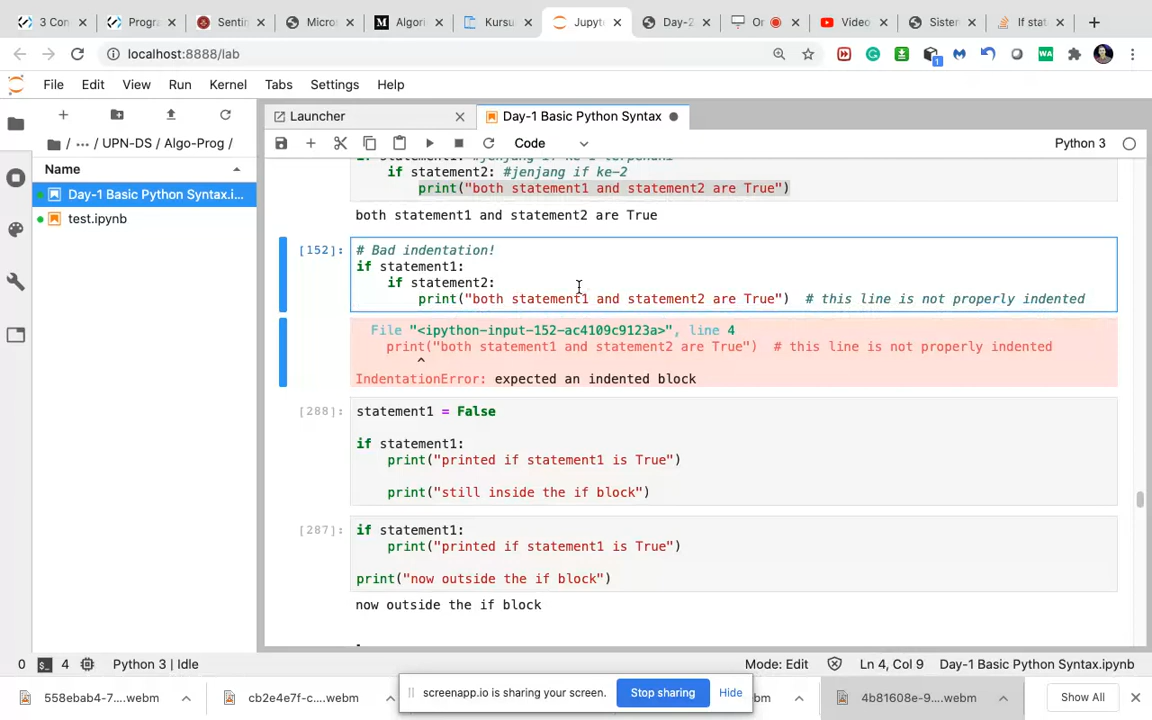 3 Con
Progra
Sentin
Micros
Algori
Kursu
Jupyte
Day-2
Or
Video
Sister
If stat
localhost:8888/lab
1
File Edit View Run Kernel Tabs Settings Help
Launcher
Day-1 Basic Python Syntax.ipynb
/ ... / UPN-DS / Algo-Prog /
Code
Python 3
Name
Day-1 Basic Python Syntax.i...
test.ipynb
if statement2: #jenjang if ke-2
print("both statement1 and statement2 are True")
both statement1 and statement2 are True
[152]:
# Bad indentation!
if statement1:
if statement2:
print("both statement1 and statement2 are True")  # this line is not properly indented
File "<ipython-input-152-ac4109c9123a>", line 4
print("both statement1 and statement2 are True")  # this line is not properly indented
^
IndentationError: expected an indented block
[288]:
statement1 = False
if statement1:
print("printed if statement1 is True")
print("still inside the if block")
[287]:
if statement1:
print("printed if statement1 is True")
print("now outside the if block")
now outside the if block
0
4
Python 3 | Idle
Mode: Edit
Ln 4, Col 9
Day-1 Basic Python Syntax.ipynb
558ebab4-7....webm
cb2e4e7f-c....webm
screenapp.io is sharing your screen.
Stop sharing
Hide
bm
4b81608e-9....webm
Show All